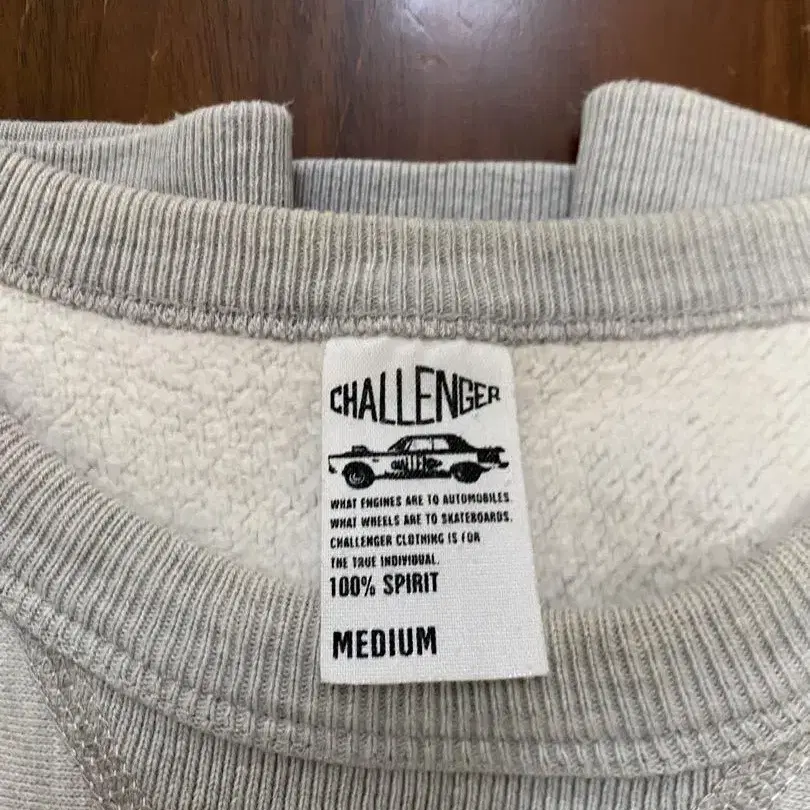 CHALLENGER
WHAT ENGINES ARE TO AUTOMOBILES.
WHAT WHEELS ARE TO SKATEBOARDS.
CHALLENGER CLOTHING IS FOR
THE TRUE INDIVIDUAL.
100% SPIRIT
MEDIUM